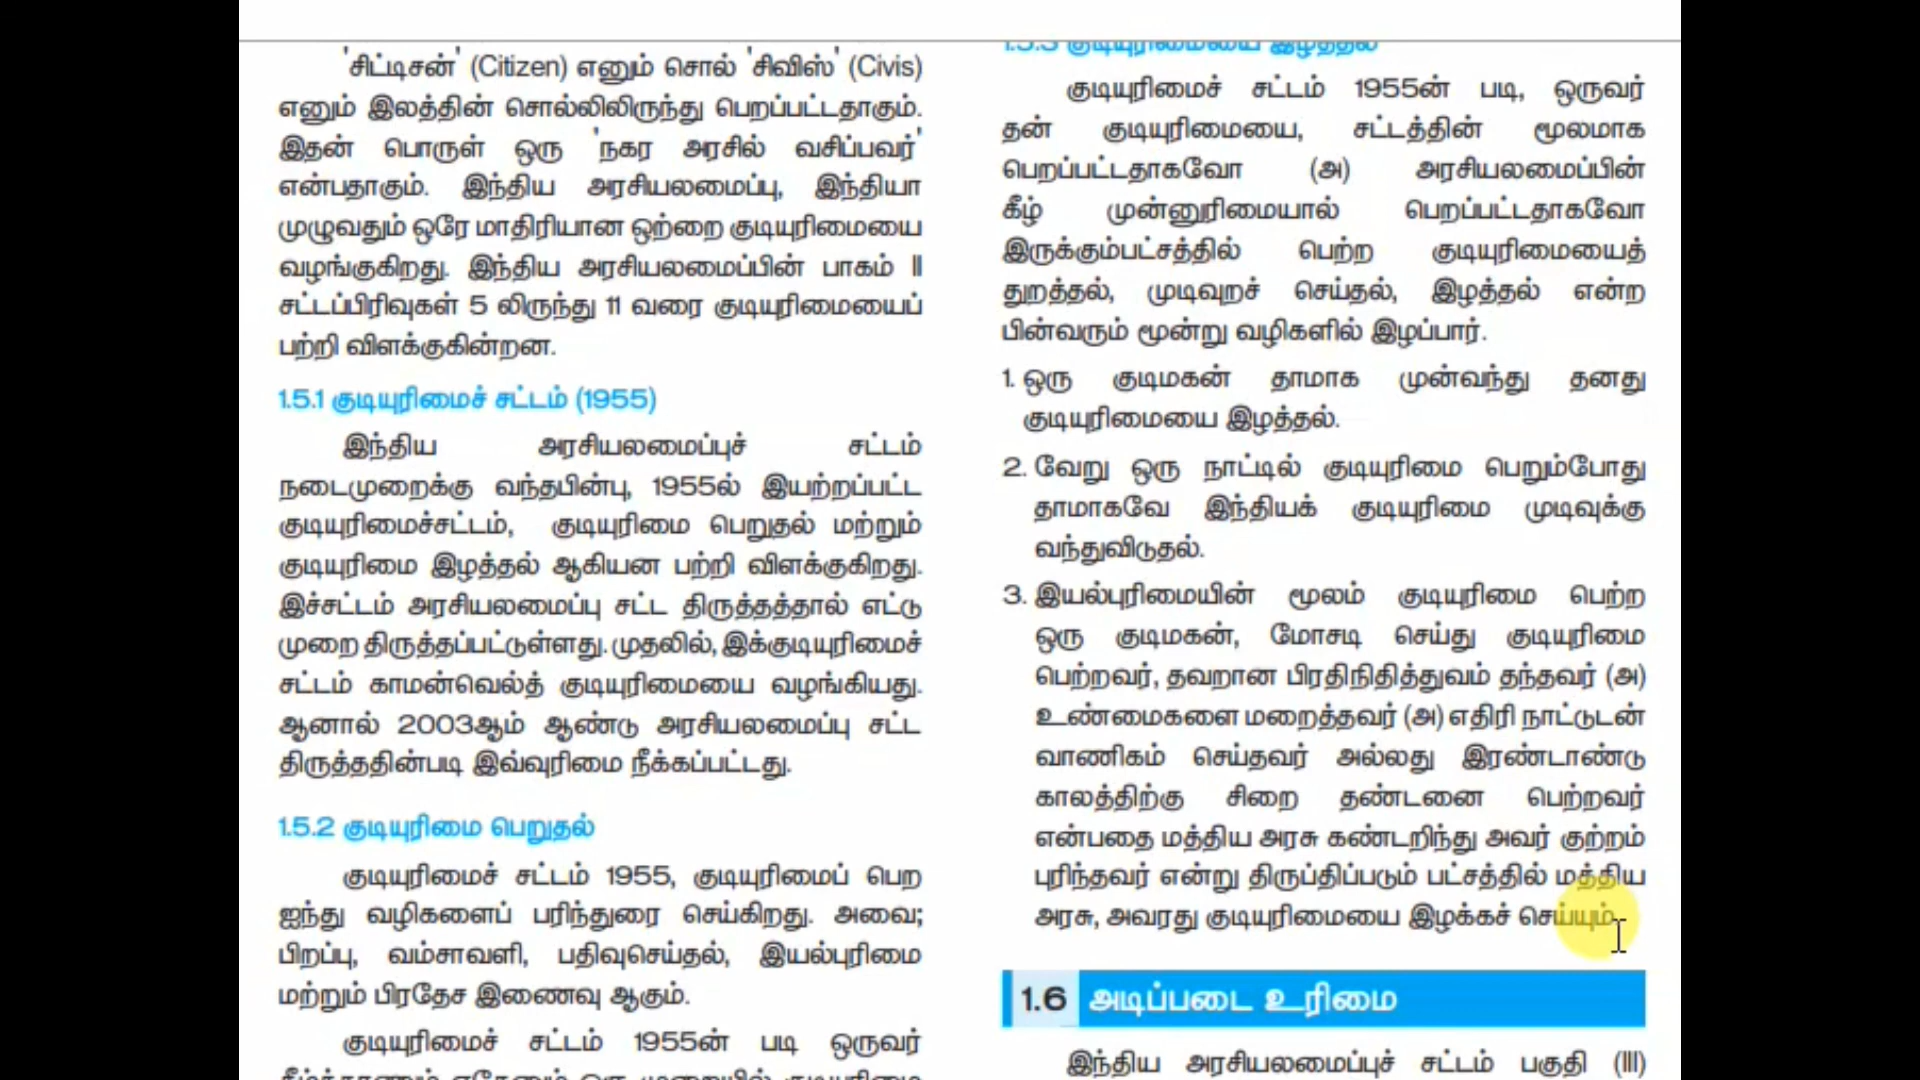 'சிட்டிசன்' (Citizen) எனும் சொல் 'சிவிஸ்' (Civis)
எனும் இலத்தின் சொல்லிலிருந்து பெறப்பட்டதாகும்.
இதன் பொருள் ஒரு 'நகர அரசில் வசிப்பவர்'
என்பதாகும். இந்திய அரசியலமைப்பு, இந்தியா
முழுவதும் ஒரே மாதிரியான ஒற்றை குடியுரிமையை
வழங்குகிறது. இந்திய அரசியலமைப்பின் பாகம் II
சட்டப்பிரிவுகள் 5 லிருந்து 11 வரை குடியுரிமையைப்
பற்றி விளக்குகின்றன.
1.5.1 குடியுரிமைச் சட்டம் (1955)
இந்திய அரசியலமைப்புச் சட்டம்
நடைமுறைக்கு வந்தபின்பு, 1955ல் இயற்றப்பட்ட
குடியுரிமைச்சட்டம், குடியுரிமை பெறுதல் மற்றும்
குடியுரிமை இழத்தல் ஆகியன பற்றி விளக்குகிறது.
இச்சட்டம் அரசியலமைப்பு சட்ட திருத்தத்தால் எட்டு
முறை திருத்தப்பட்டுள்ளது. முதலில், இக்குடியுரிமைச்
சட்டம் காமன்வெல்த் குடியுரிமையை வழங்கியது.
ஆனால் 2003ஆம் ஆண்டு அரசியலமைப்பு சட்ட
திருத்ததின்படி இவ்வுரிமை நீக்கப்பட்டது.
1.5.2 குடியுரிமை பெறுதல்
குடியுரிமைச் சட்டம் 1955, குடியுரிமைப் பெற
ஐந்து வழிகளைப் பரிந்துரை செய்கிறது. அவை;
பிறப்பு, வம்சாவளி, பதிவுசெய்தல், இயல்புரிமை
மற்றும் பிரதேச இணைவு ஆகும்.
குடியுரிமைச் சட்டம் 1955ன் படி ஒருவர்
1.5.3 குடியுரிமையை இழத்தல்
குடியுரிமைச் சட்டம் 1955ன் படி, ஒருவர்
தன் குடியுரிமையை, சட்டத்தின் மூலமாக
பெறப்பட்டதாகவோ (அ) அரசியலமைப்பின்
கீழ் முன்னுரிமையால் பெறப்பட்டதாகவோ
இருக்கும்பட்சத்தில் பெற்ற குடியுரிமையைத்
துறத்தல், முடிவுறச் செய்தல், இழத்தல் என்ற
பின்வரும் மூன்று வழிகளில் இழப்பார்.
1. ஒரு குடிமகன் தாமாக முன்வந்து தனது
குடியுரிமையை இழத்தல்.
2. வேறு ஒரு நாட்டில் குடியுரிமை பெறும்போது
தாமாகவே இந்தியக் குடியுரிமை முடிவுக்கு
வந்துவிடுதல்.
3. இயல்புரிமையின் மூலம் குடியுரிமை பெற்ற
ஒரு குடிமகன், மோசடி செய்து குடியுரிமை
பெற்றவர், தவறான பிரதிநிதித்துவம் தந்தவர் (அ)
உண்மைகளை மறைத்தவர் (அ) எதிரி நாட்டுடன்
வாணிகம் செய்தவர் அல்லது இரண்டாண்டு
காலத்திற்கு சிறை தண்டனை பெற்றவர்
என்பதை மத்திய அரசு கண்டறிந்து அவர் குற்றம்
புரிந்தவர் என்று திருப்திப்படும் பட்சத்தில் மத்திய
அரசு, அவரது குடியுரிமையை இழக்கச் செய்யும்.
1.6 அடிப்படை உரிமை
இந்திய அரசியலமைப்புச் சட்டம் பகுதி (III)